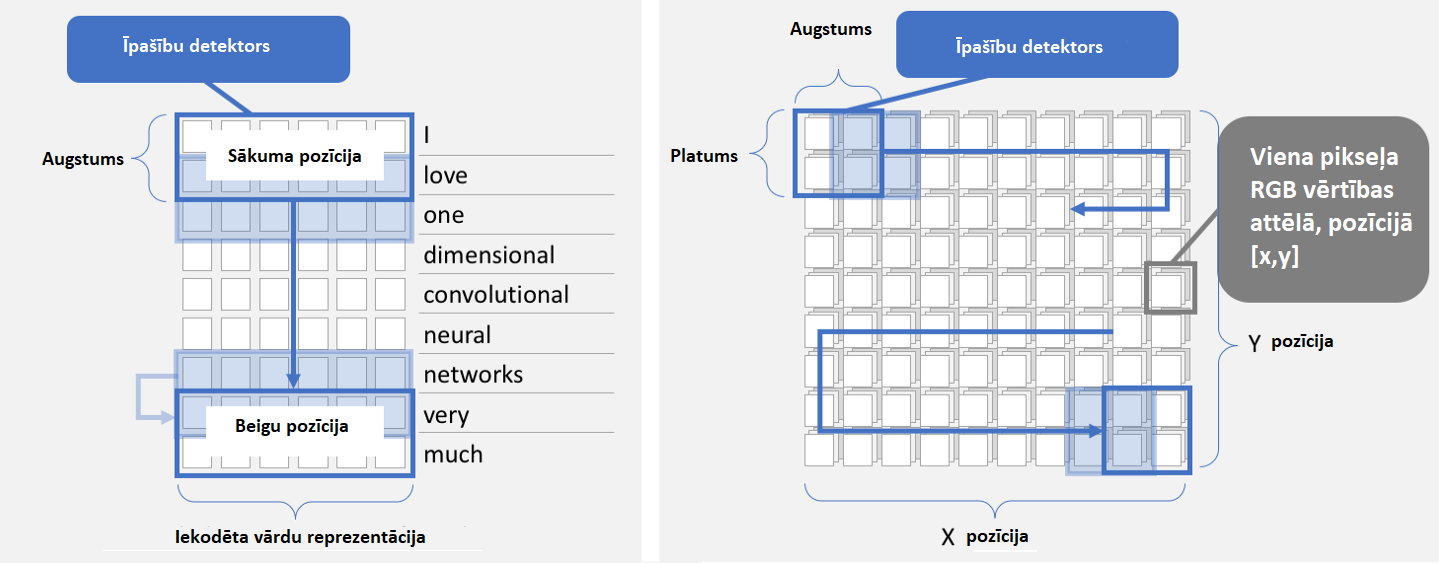 Īpašību detektors
Augstums
Sākuma pozīcija
I
love
one
dimensional
convolutional
neural
networks
very
much
Beigu pozīcija
Iekodēta vārdu reprezentācija
Augstums
Īpašību detektors
Platums
Viena pikseļa
RGB vērtības
attēlā, pozīcijā
[x,y]
Y pozīcija
X pozīcija